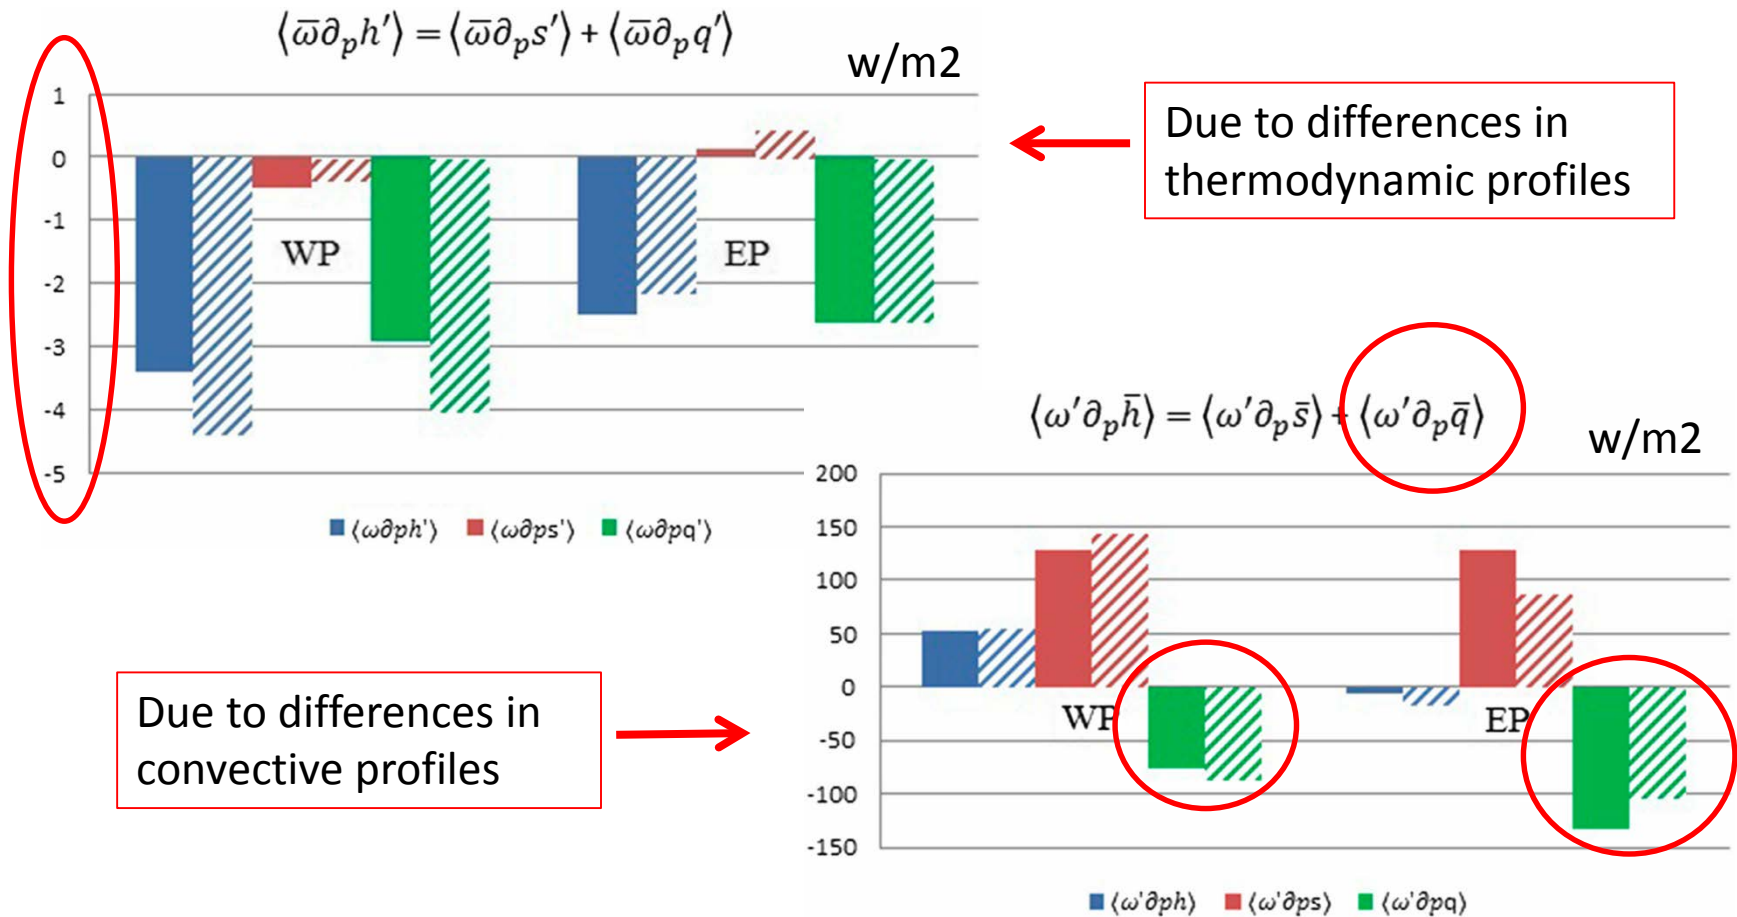 ⟨ω̅∂ₚh′⟩ = ⟨ω̅∂ₚs′⟩ + ⟨ω̅∂ₚq′⟩
w/m2
1
0
-1
-2
-3
-4
-5
WP
EP
⟨ω∂ph'⟩ ⟨ω∂ps'⟩ ⟨ω∂pq'⟩
Due to differences in
thermodynamic profiles
⟨ω′∂ₚh̅⟩ = ⟨ω′∂ₚs̅⟩ + ⟨ω′∂ₚq̅⟩
w/m2
200
150
100
50
0
-50
-100
-150
WP
EP
⟨ω'∂ph⟩ ⟨ω'∂ps⟩ ⟨ω'∂pq⟩
Due to differences in
convective profiles